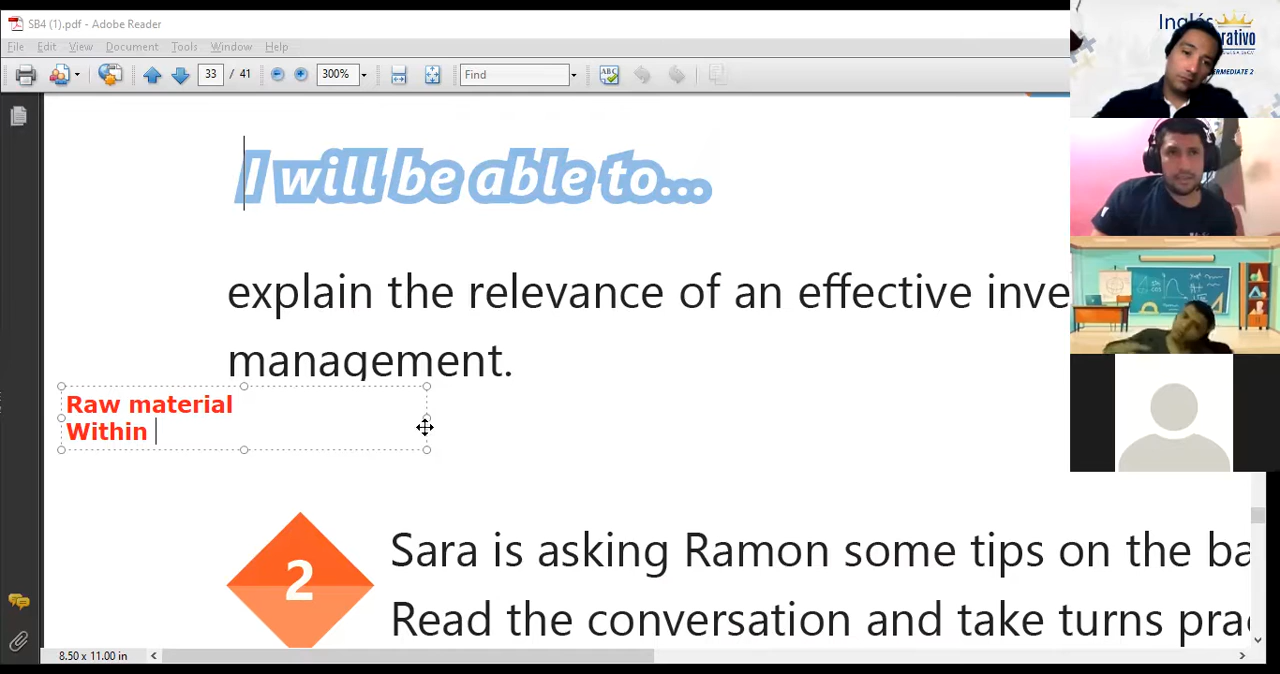 SB4 (1).pdf - Adobe Reader
File Edit View Document Tools Window Help
33 / 41 300% Find
I will be able to...
explain the relevance of an effective inve
management.
Raw material
Within
2
Sara is asking Ramon some tips on the ba
Read the conversation and take turns prac
8.50 x 11.00 in
Inglés
rativo